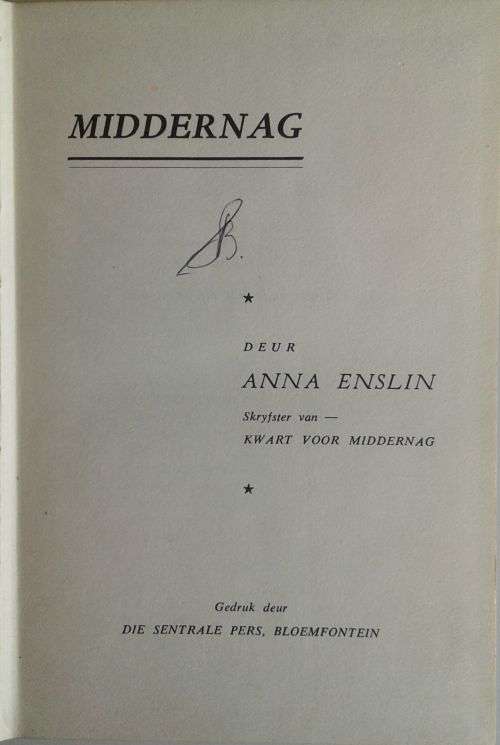 MIDDERNAG
B.
★
DEUR
ANNA ENSLIN
Skryfster van —
KWART VOOR MIDDERNAG
★
Gedruk deur
DIE SENTRALE PERS, BLOEMFONTEIN